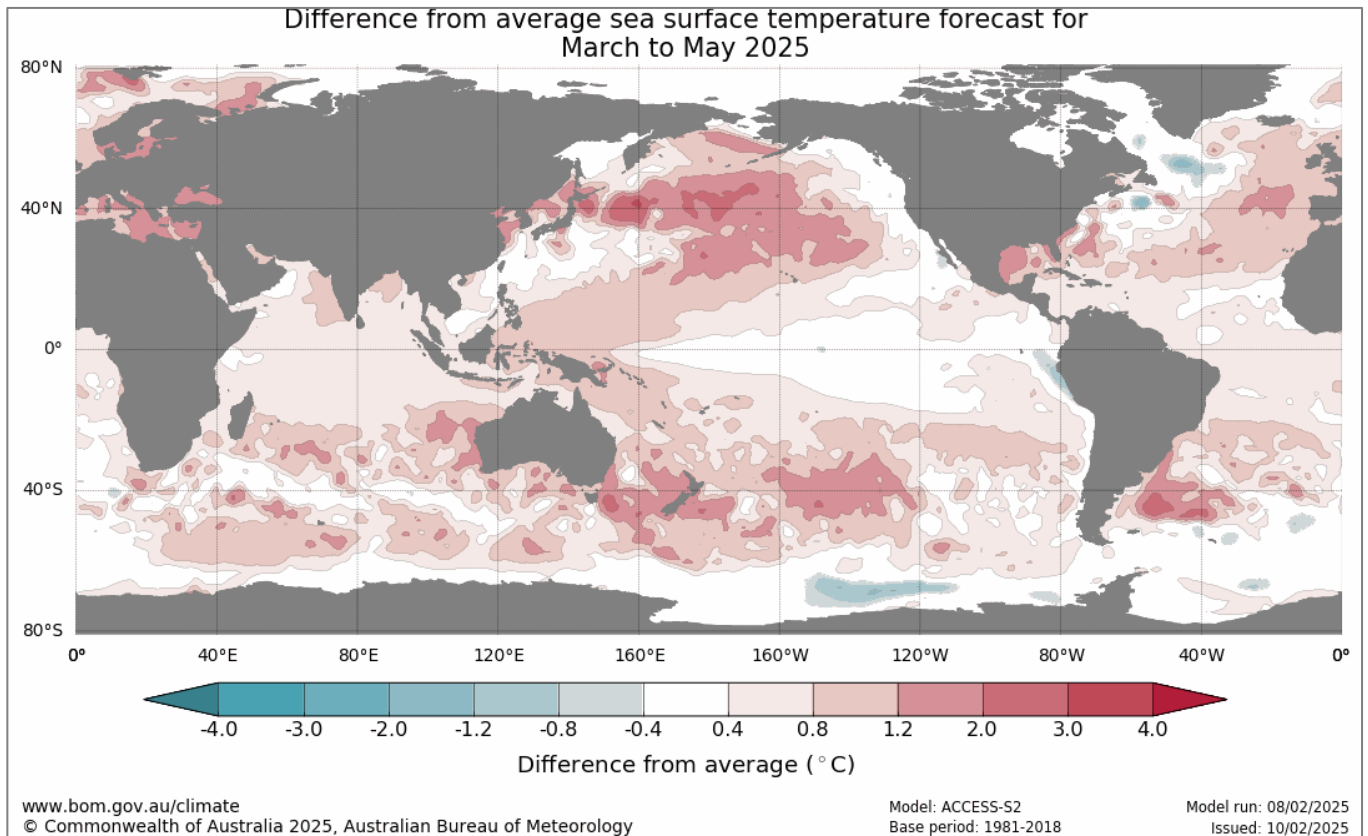 Difference from average sea surface temperature forecast for
March to May 2025
80°N
40°N
0°
40°S
80°S
0° 40°E 80°E 120°E 160°E 160°W 120°W 80°W 40°W 0°
-4.0 -3.0 -2.0 -1.2 -0.8 -0.4 0.4 0.8 1.2 2.0 3.0 4.0
Difference from average (°C)
www.bom.gov.au/climate
© Commonwealth of Australia 2025, Australian Bureau of Meteorology
Model: ACCESS-S2
Base period: 1981-2018
Model run: 08/02/2025
Issued: 10/02/2025